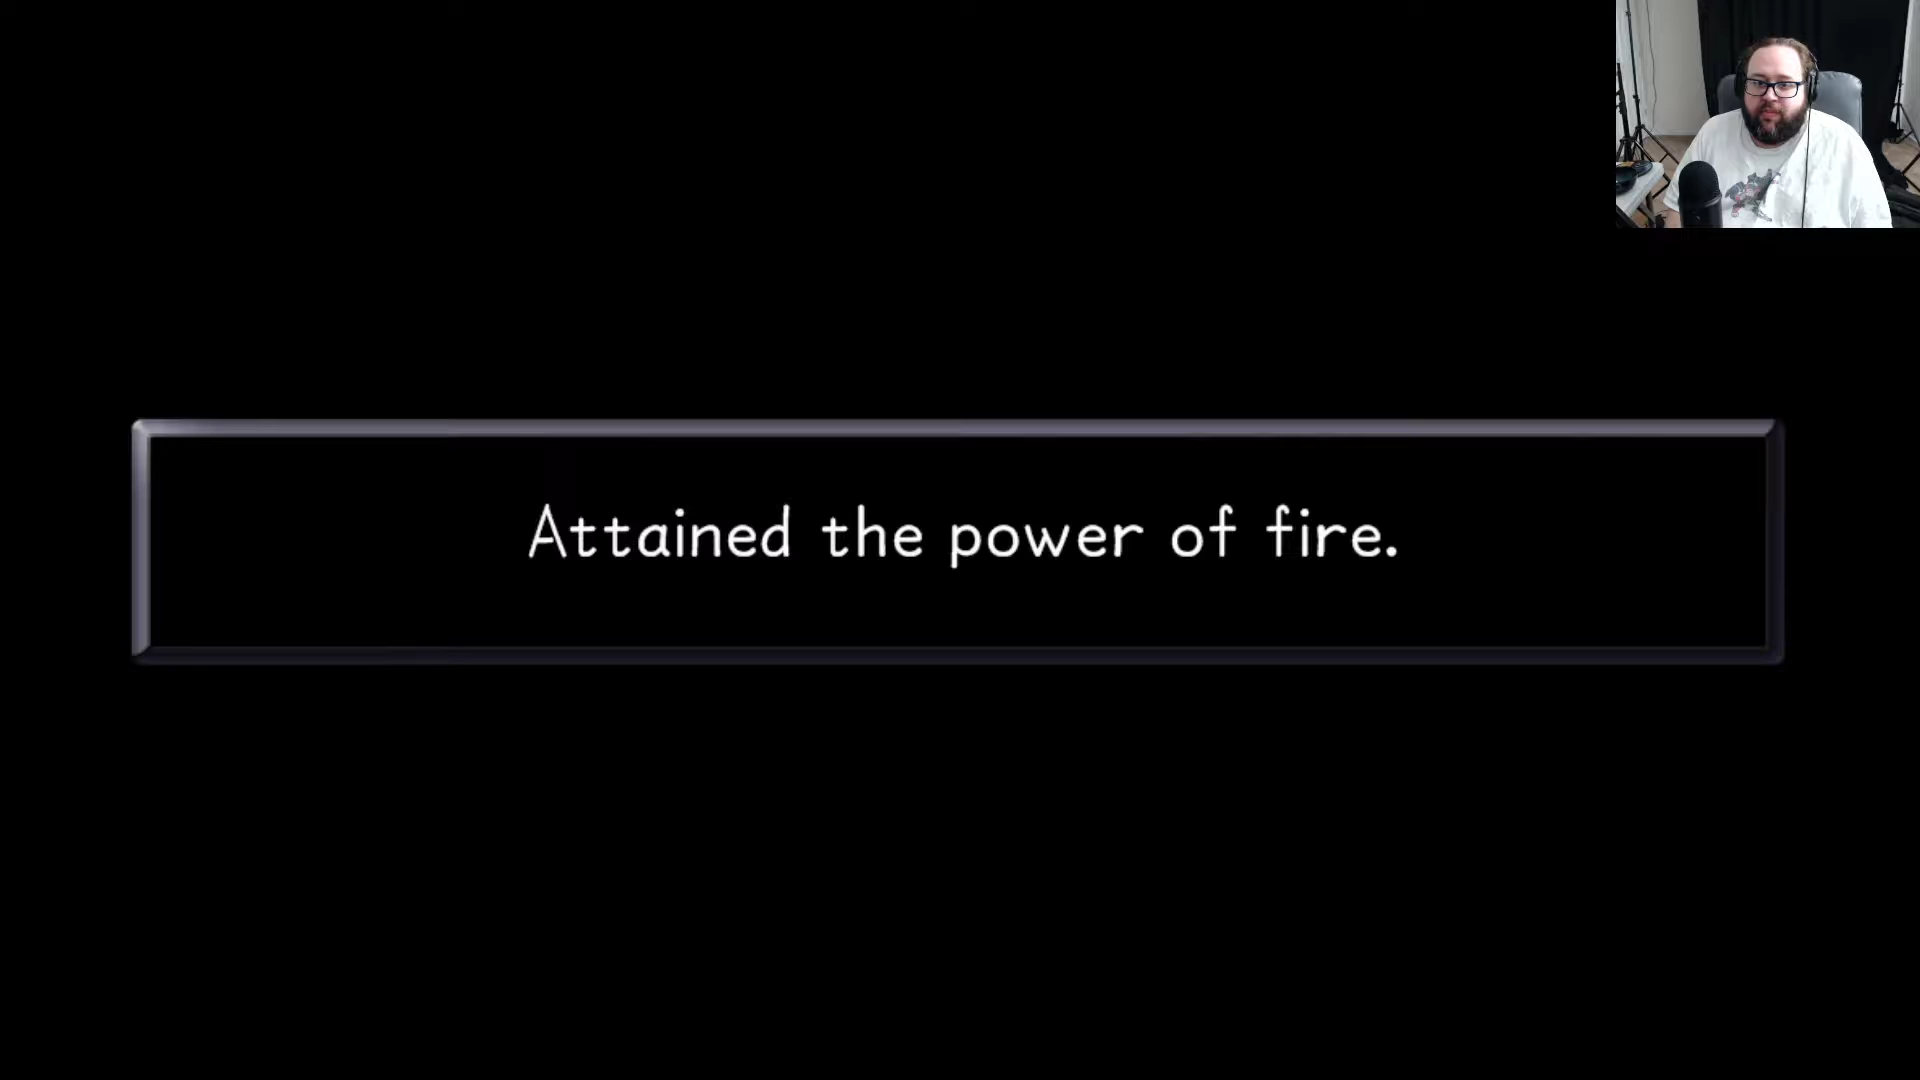 Attained the power of fire.